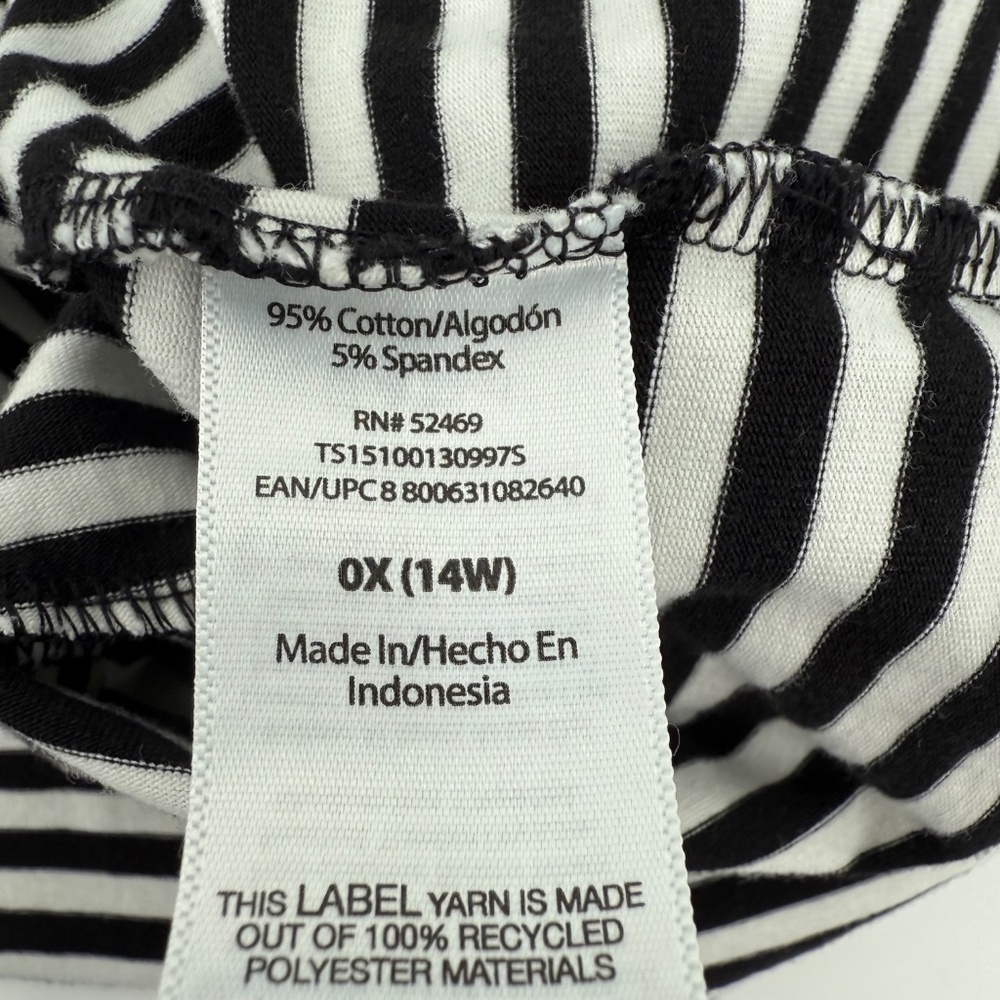 95% Cotton/Algodón
5% Spandex
RN# 52469
TS15100130997S
EAN/UPC 8 800631082640
0X (14W)
Made In/Hecho En
Indonesia
THIS LABEL YARN IS MADE
OUT OF 100% RECYCLED
POLYESTER MATERIALS